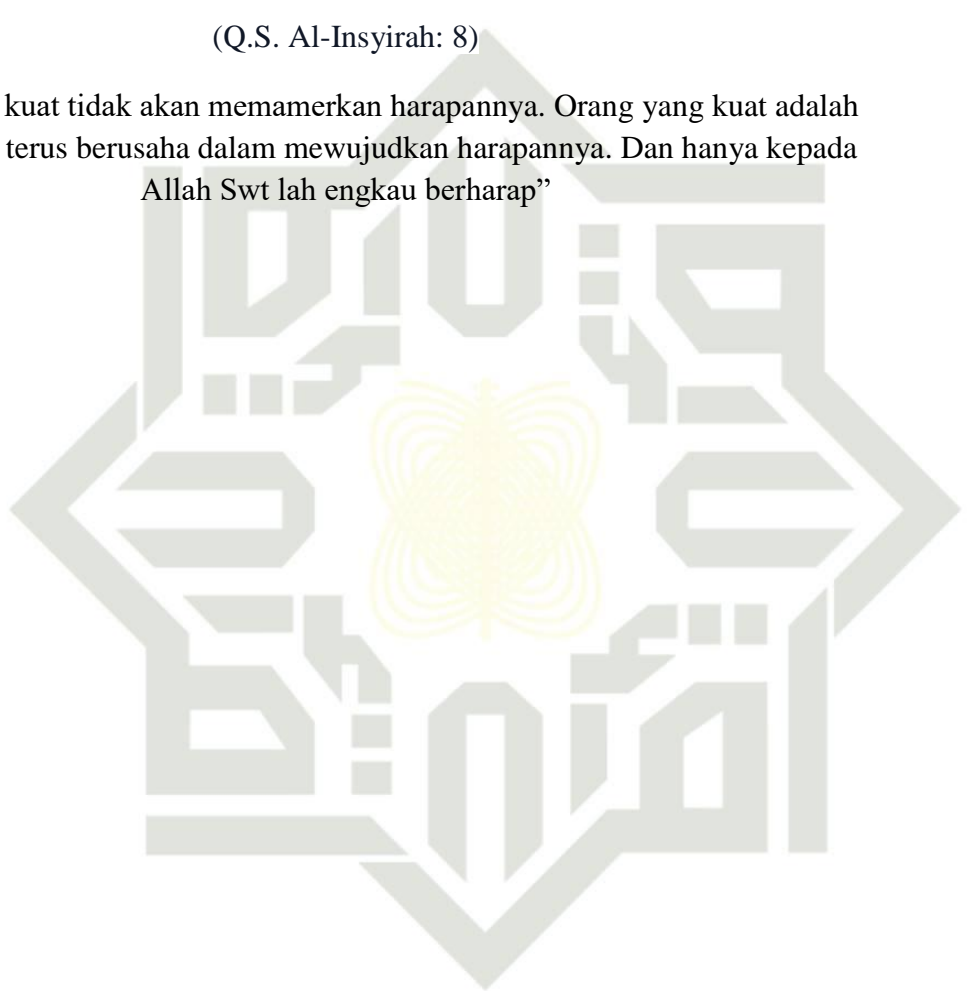 (Q.S. Al-Insyirah: 8)
kuat tidak akan memamerkan harapannya. Orang yang kuat adalah
terus berusaha dalam mewujudkan harapannya. Dan hanya kepada
Allah Swt lah engkau berharap”